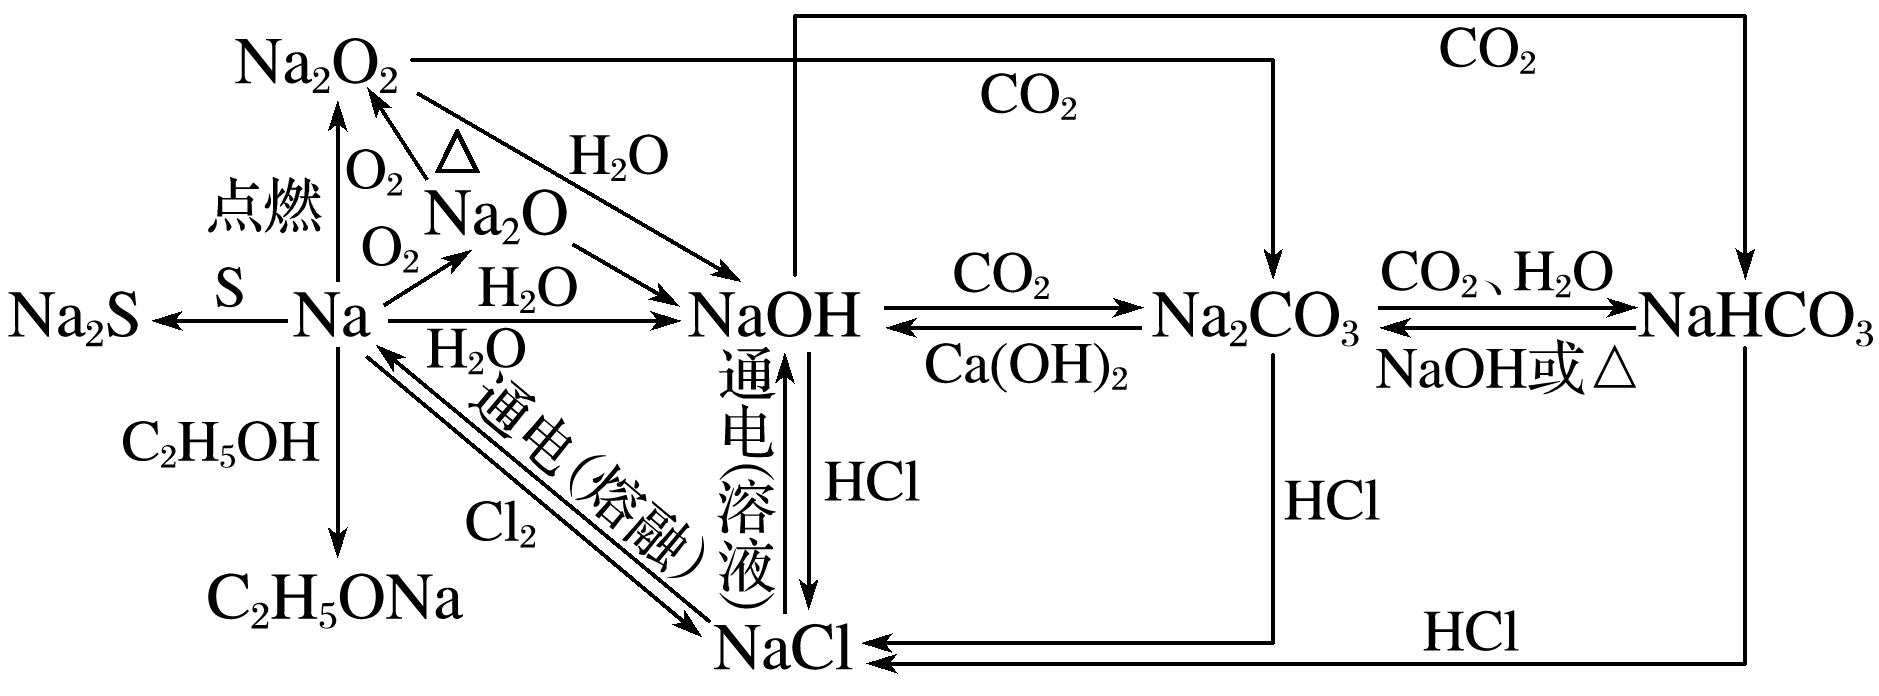 CO₂
Na₂O₂
CO₂
△
H₂O
O₂
点燃
Na₂O
O₂
H₂O
CO₂
CO₂、H₂O
S
Na₂S
Na
NaOH
Na₂CO₃
NaHCO₃
H₂O
Ca(OH)₂
NaOH或△
通电(熔融)
通电(溶液)
C₂H₅OH
HCl
HCl
Cl₂
C₂H₅ONa
HCl
NaCl